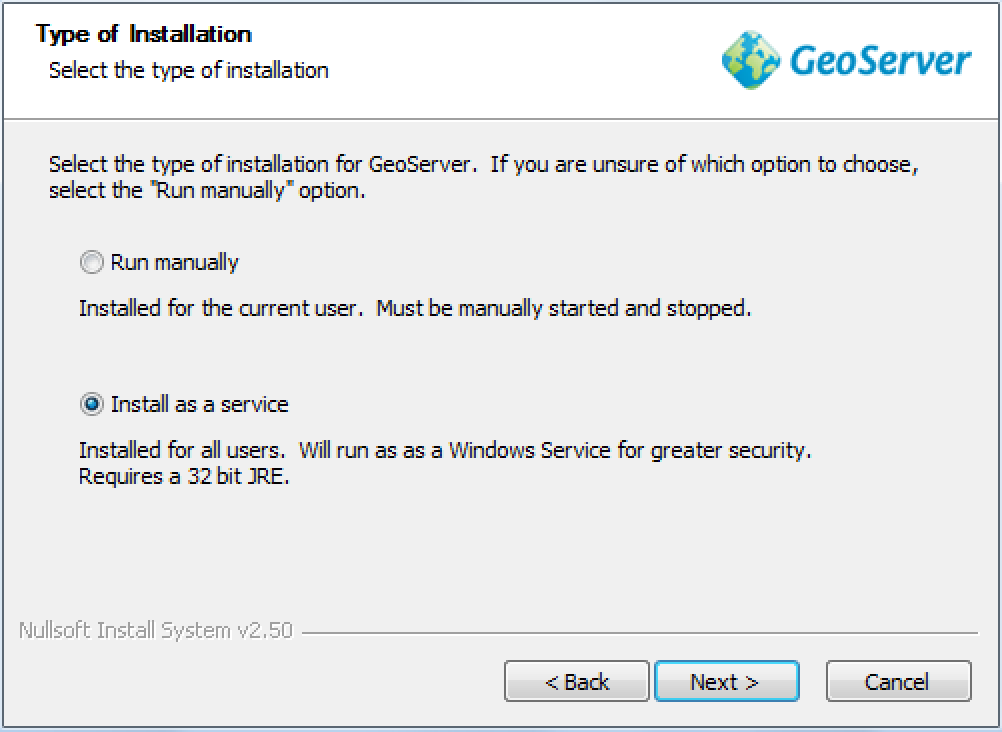 Type of Installation
Select the type of installation
GeoServer
Select the type of installation for GeoServer.  If you are unsure of which option to choose,
select the "Run manually" option.
Run manually
Installed for the current user.  Must be manually started and stopped.
Install as a service
Installed for all users.  Will run as as a Windows Service for greater security.
Requires a 32 bit JRE.
Nullsoft Install System v2.50
< Back
Next >
Cancel